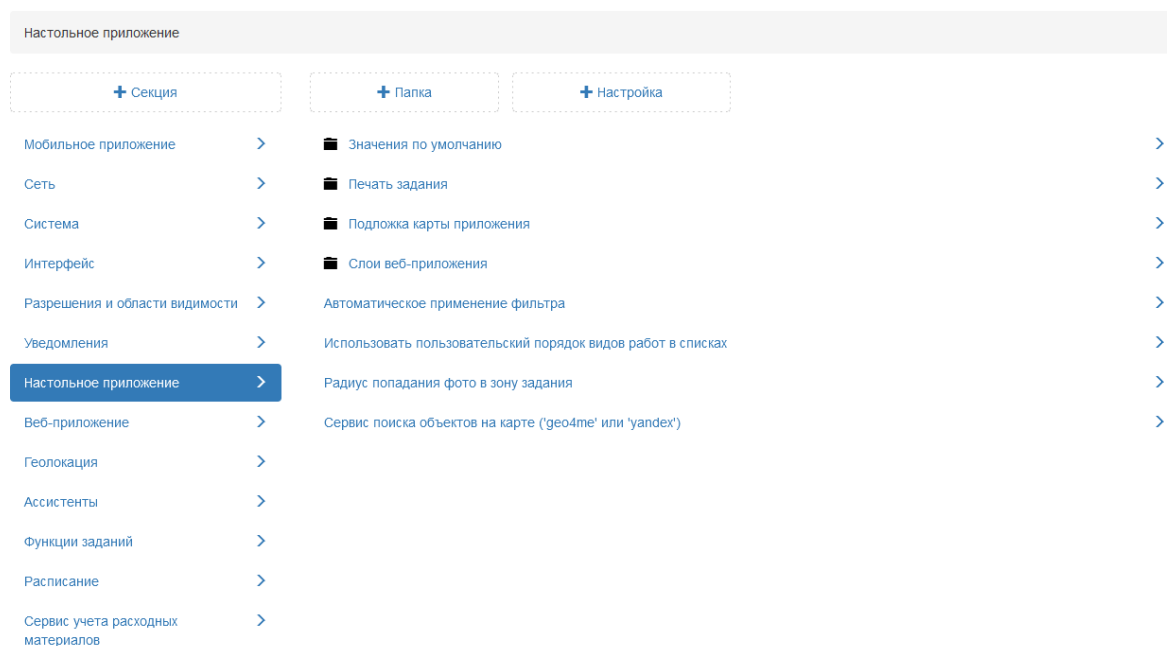 Настольное приложение
Секция
Папка
Настройка
Мобильное приложение
Сеть
Система
Интерфейс
Разрешения и области видимости
Уведомления
Настольное приложение
Веб-приложение
Геолокация
Ассистенты
Функции заданий
Расписание
Сервис учета расходных
материалов
Значения по умолчанию
Печать задания
Подложка карты приложения
Слои веб-приложения
Автоматическое применение фильтра
Использовать пользовательский порядок видов работ в списках
Радиус попадания фото в зону задания
Сервис поиска объектов на карте ('geo4me' или 'yandex')